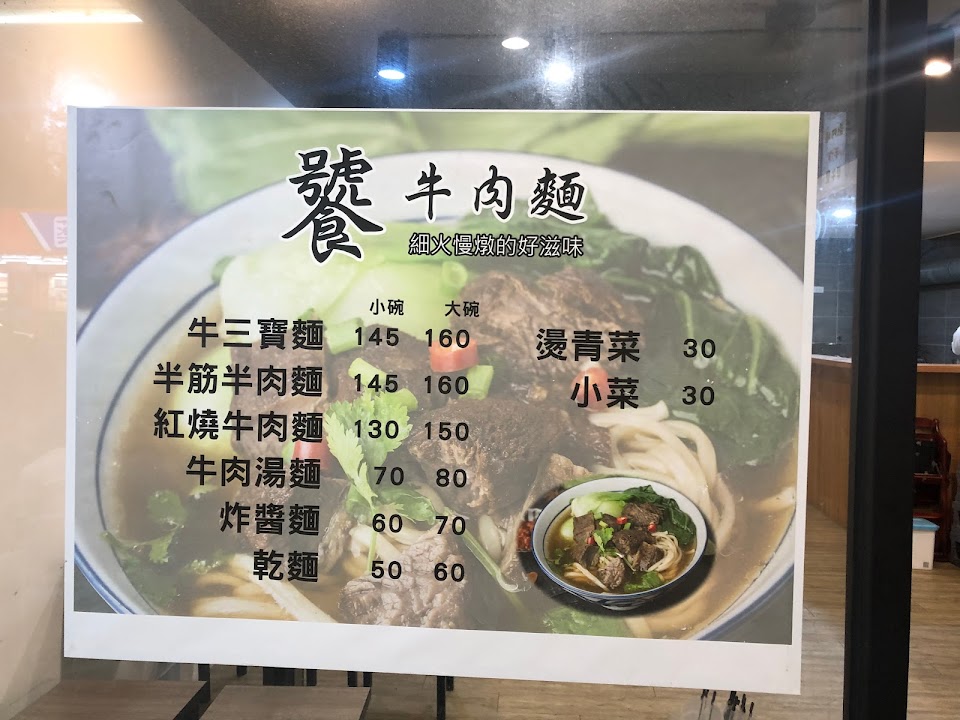 饕 牛肉麵
細火慢燉的好滋味
小碗 大碗
牛三寶麵 145 160
半筋半肉麵 145 160
紅燒牛肉麵 130 150
牛肉湯麵 70 80
炸醬麵 60 70
乾麵 50 60
燙青菜 30
小菜 30